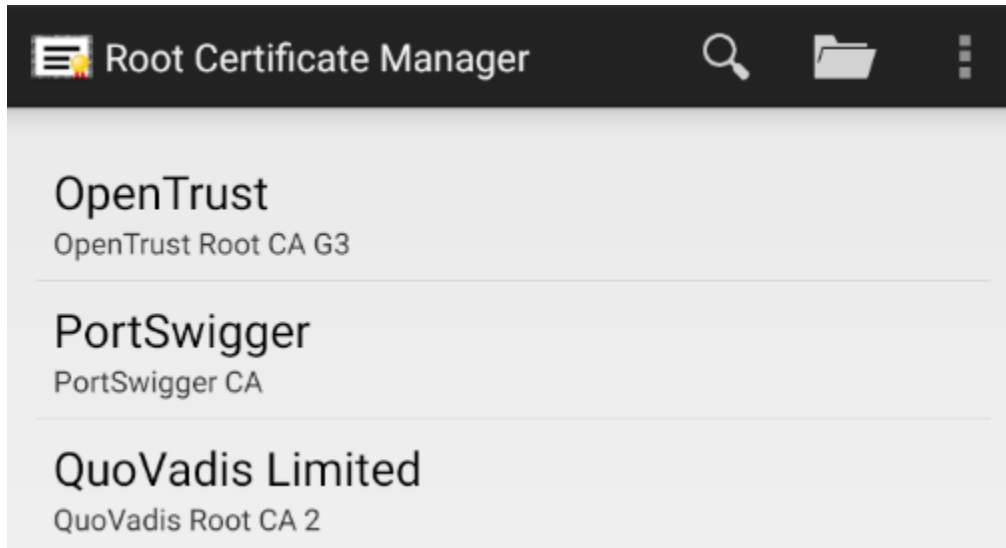 Root Certificate Manager
OpenTrust
OpenTrust Root CA G3
PortSwigger
PortSwigger CA
QuoVadis Limited
QuoVadis Root CA 2